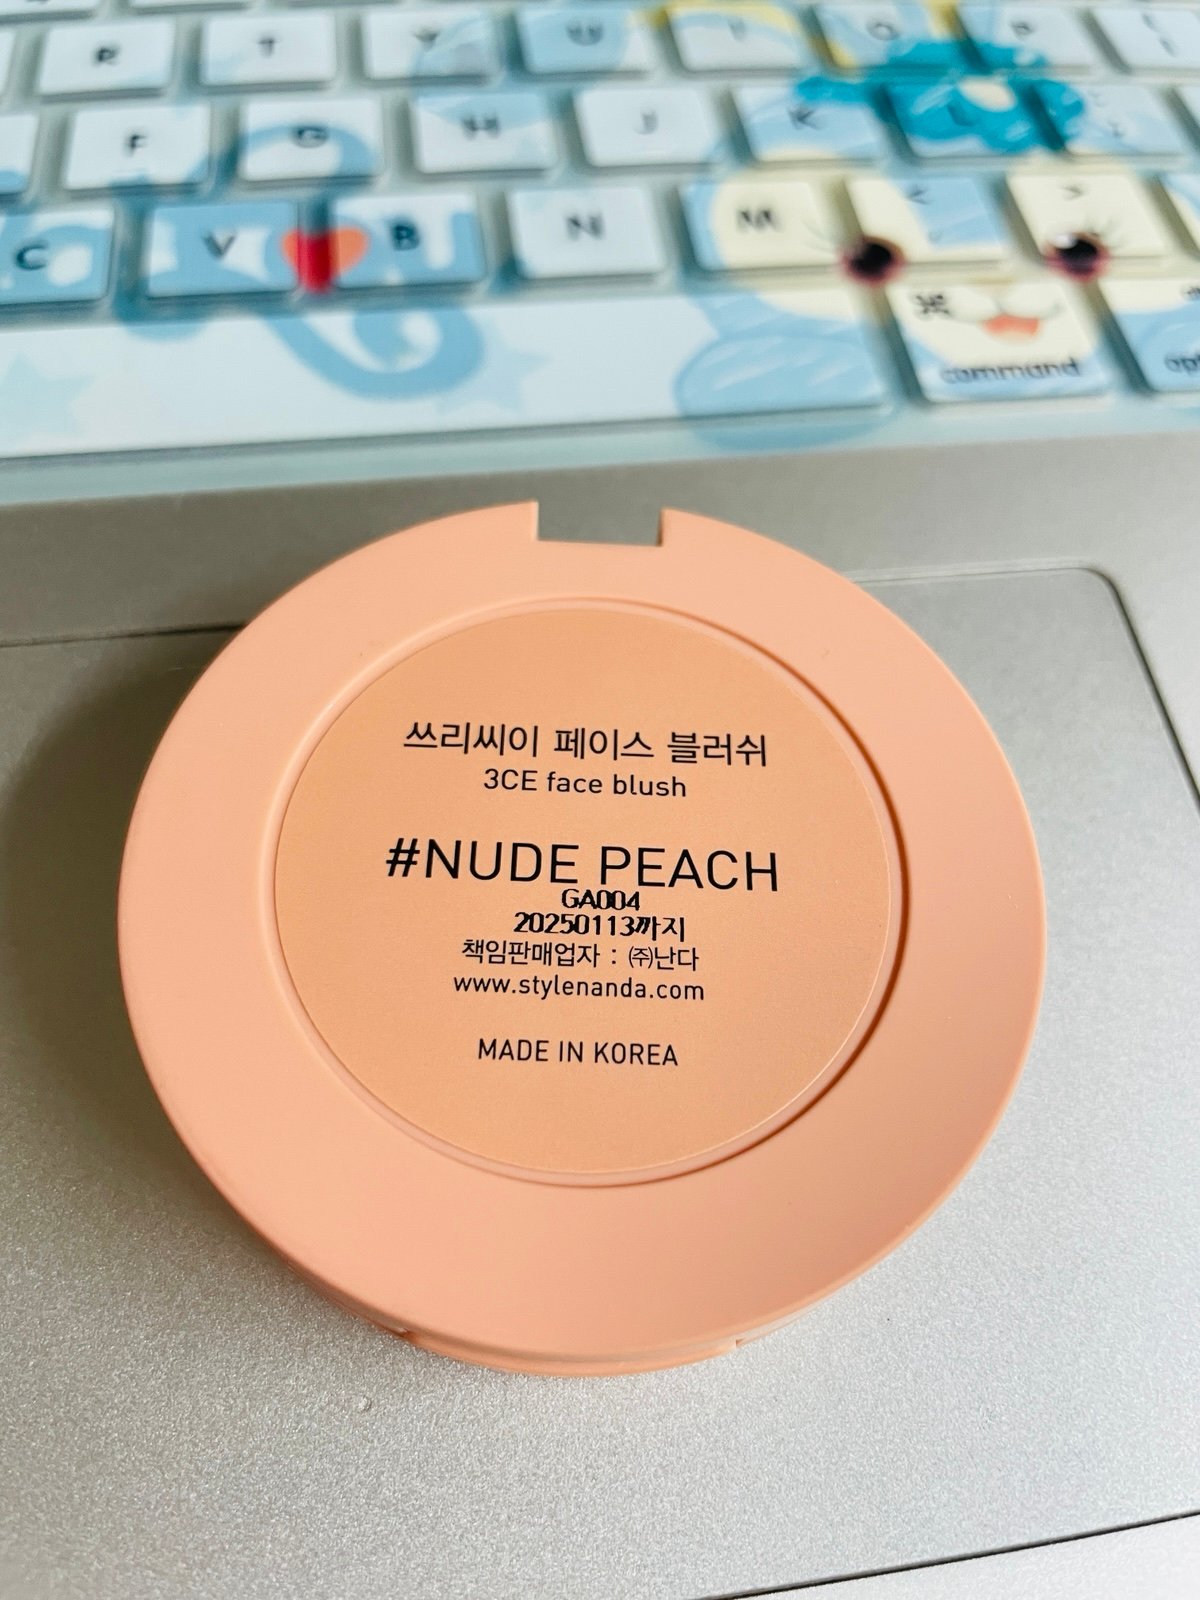 R T Y U I O P
F G H J K L
C V B N M < >
⌘
command
쓰리씨이 페이스 블러쉬
3CE face blush
#NUDE PEACH
GA004
20250113까지
책임판매업자 : ㈜난다
www.stylenanda.com
MADE IN KOREA